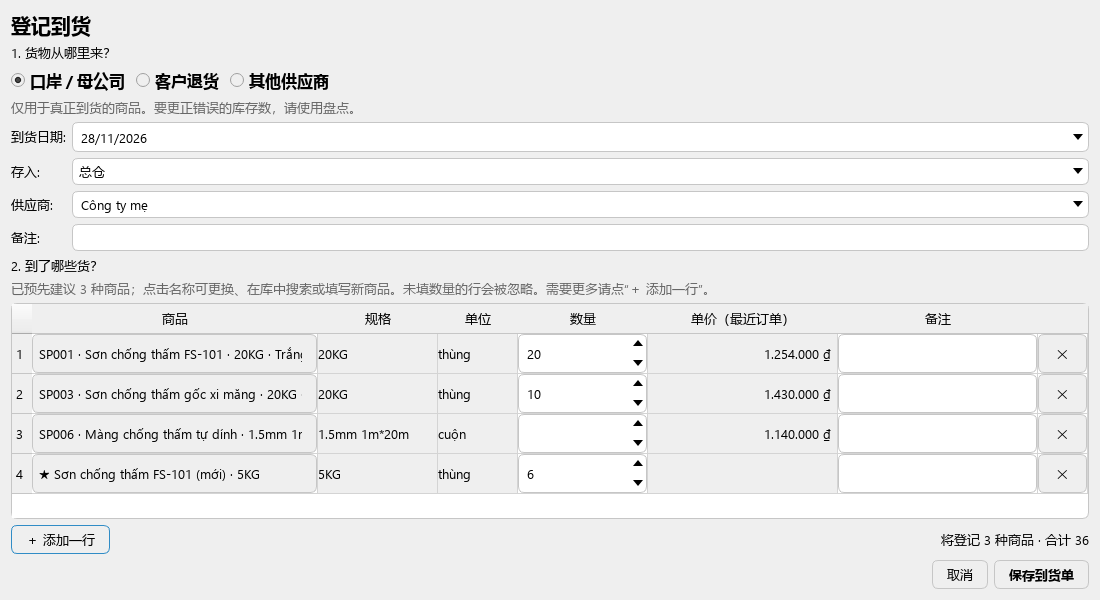 登记到货
1. 货物从哪里来?
口岸 / 母公司 客户退货 其他供应商
仅用于真正到货的商品。要更正错误的库存数，请使用盘点。
到货日期: 28/11/2026
存入: 总仓
供应商: Công ty mẹ
备注:
2. 到了哪些货?
已预先建议 3 种商品；点击名称可更换、在库中搜索或填写新商品。未填数量的行会被忽略。需要更多请点“＋ 添加一行”。
商品 规格 单位 数量 单价（最近订单） 备注
1 SP001 · Sơn chống thấm FS-101 · 20KG · Trắng 20KG thùng 20 1.254.000 ₫ ×
2 SP003 · Sơn chống thấm gốc xi măng · 20KG · 20KG thùng 10 1.430.000 ₫ ×
3 SP006 · Màng chống thấm tự dính · 1.5mm 1m 1.5mm 1m*20m cuộn 1.140.000 ₫ ×
4 ★ Sơn chống thấm FS-101 (mới) · 5KG 5KG thùng 6 ×
＋ 添加一行 将登记 3 种商品 · 合计 36
取消 保存到货单